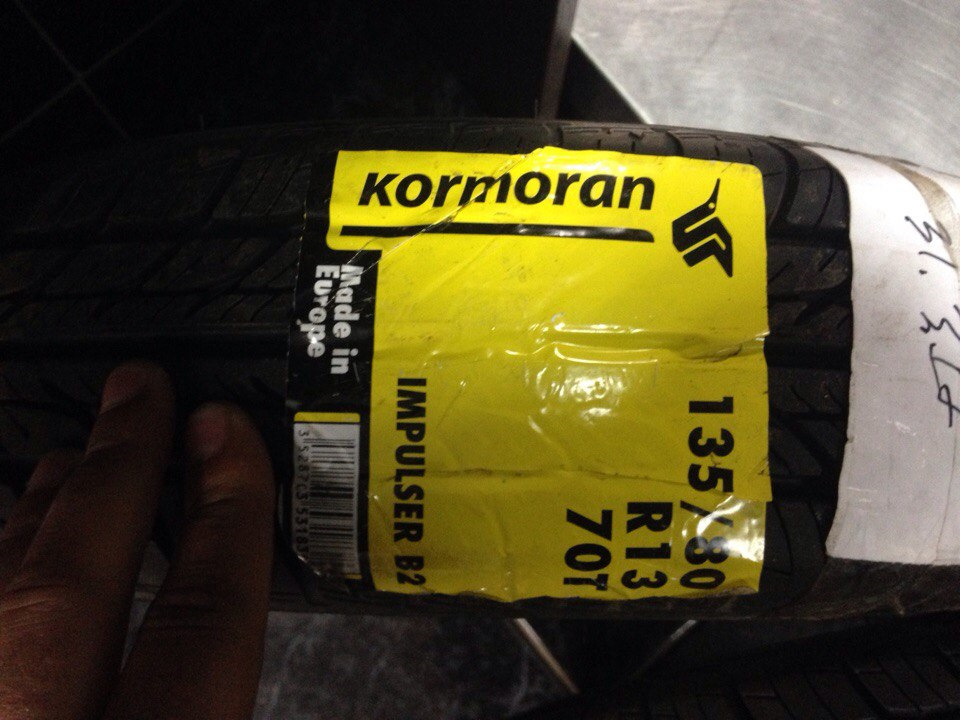 Kormoran
Made in
Europe
135/80
R13
70T
IMPULSER B2